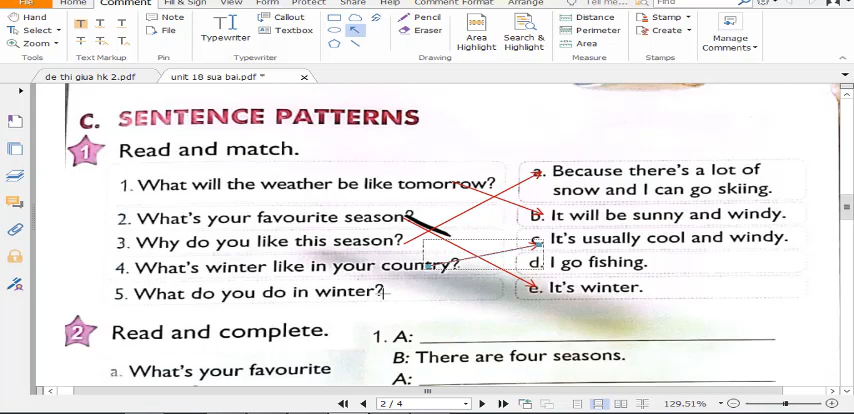 File Home Comment Fill & Sign View Form Protect Share Help Comment Format Arrange Tell me... Find
Hand
Select
Zoom
Tools
Text Markup
Note
File
Pin
Typewriter
Callout
Textbox
Typewriter
Pencil
Eraser
Drawing
Area Highlight
Search & Highlight
Distance
Perimeter
Area
Measure
Stamp
Create
Stamps
Manage Comments
de thi giua hk 2.pdf
unit 18 sua bai.pdf *
C. SENTENCE PATTERNS
1 Read and match.
1. What will the weather be like tomorrow?
2. What's your favourite season?
3. Why do you like this season?
4. What's winter like in your country?
5. What do you do in winter?
a. Because there's a lot of
snow and I can go skiing.
b. It will be sunny and windy.
c. It's usually cool and windy.
d. I go fishing.
e. It's winter.
2 Read and complete.
a. What's your favourite
1. A:
B: There are four seasons.
A:
2 / 4
129.51%